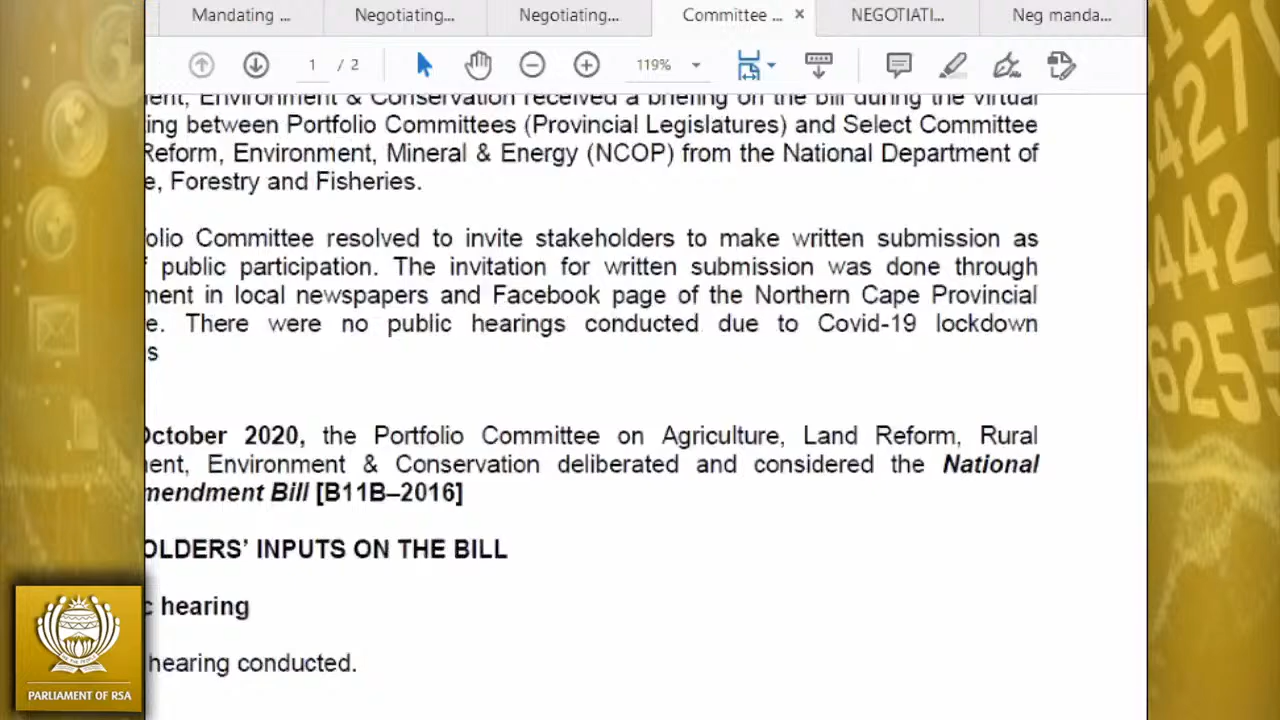 Mandating ...
Negotiating...
Negotiating...
Committee ...
NEGOTIATI...
Neg manda...
1 / 2
119%
ent, Environment & Conservation received a briefing on the bill during the virtual
ing between Portfolio Committees (Provincial Legislatures) and Select Committee
Reform, Environment, Mineral & Energy (NCOP) from the National Department of
e, Forestry and Fisheries.
olio Committee resolved to invite stakeholders to make written submission as
f public participation. The invitation for written submission was done through
ment in local newspapers and Facebook page of the Northern Cape Provincial
e. There were no public hearings conducted due to Covid-19 lockdown
s
October 2020, the Portfolio Committee on Agriculture, Land Reform, Rural
ent, Environment & Conservation deliberated and considered the National
mendment Bill [B11B–2016]
OLDERS' INPUTS ON THE BILL
c hearing
hearing conducted.
PARLIAMENT OF RSA
427
442
6255